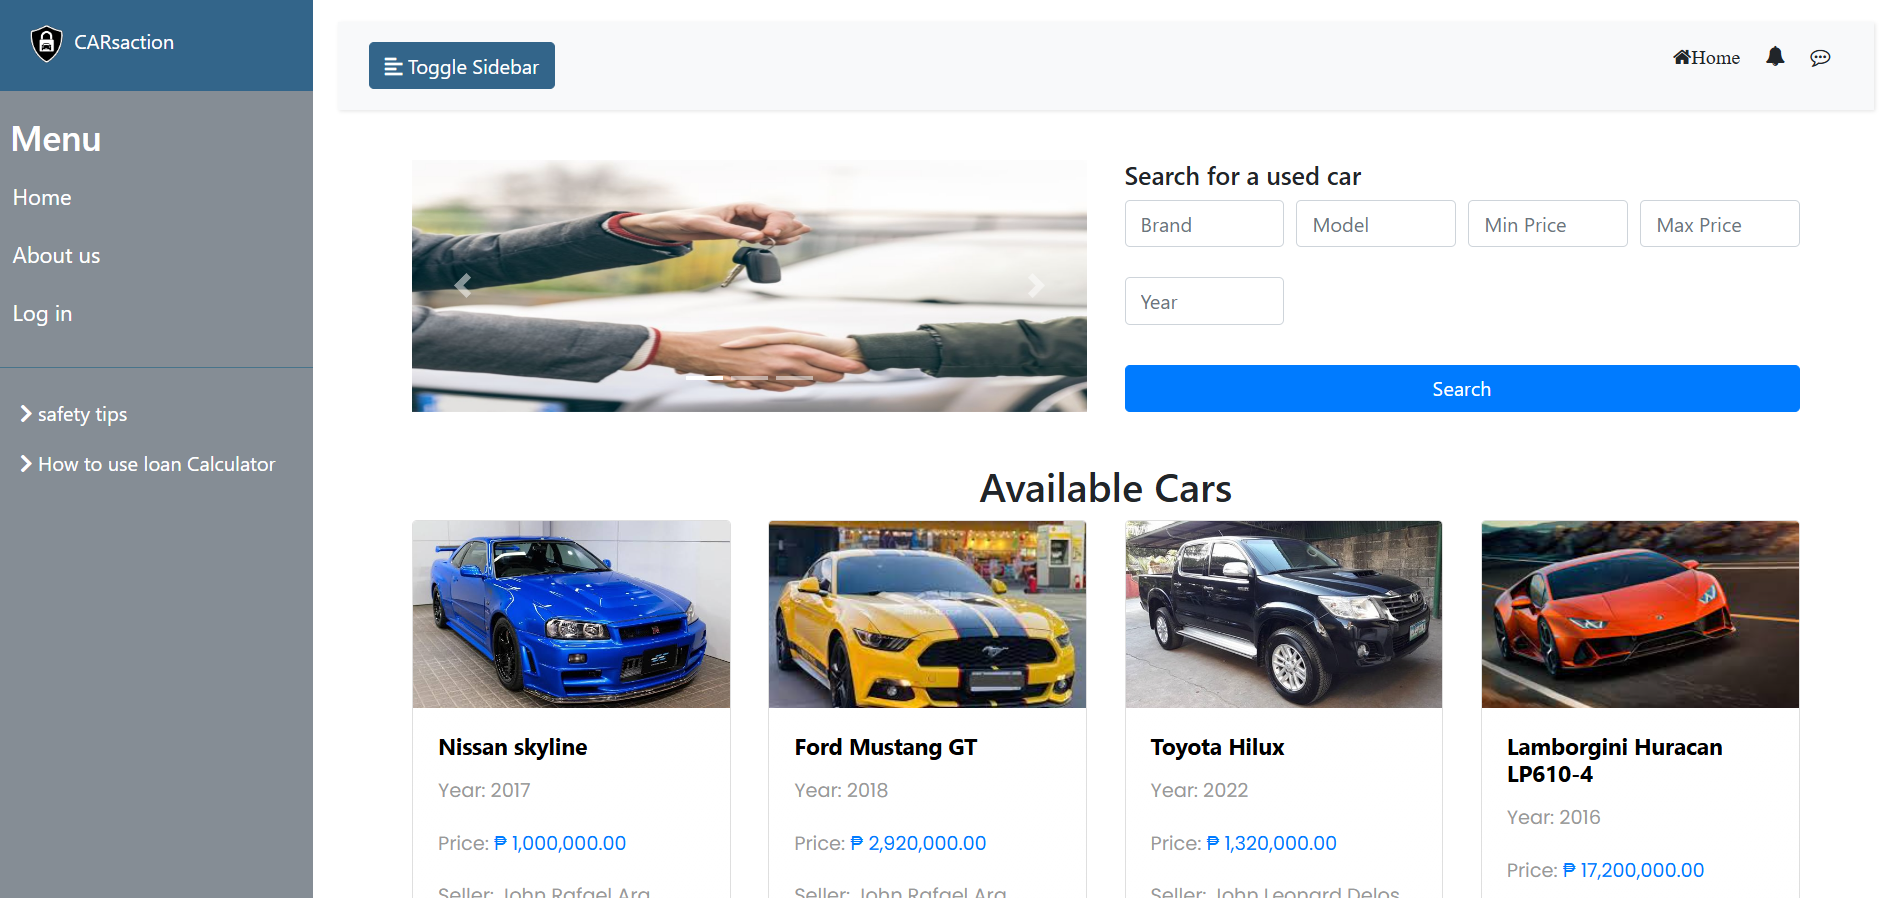 CARsaction
Menu
Home
About us
Log in
safety tips
How to use loan Calculator
Toggle Sidebar
Home
Search for a used car
Brand
Model
Min Price
Max Price
Year
Search
Available Cars
Nissan skyline
Year: 2017
Price: ₱ 1,000,000.00
Seller: John Rafael Ara
Ford Mustang GT
Year: 2018
Price: ₱ 2,920,000.00
Seller: John Rafael Ara
Toyota Hilux
Year: 2022
Price: ₱ 1,320,000.00
Seller: John Leonard Delos
Lamborgini Huracan
LP610-4
Year: 2016
Price: ₱ 17,200,000.00